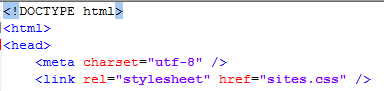 <!DOCTYPE html>
<html>
<head>
<meta charset="utf-8" />
<link rel="stylesheet" href="sites.css" />